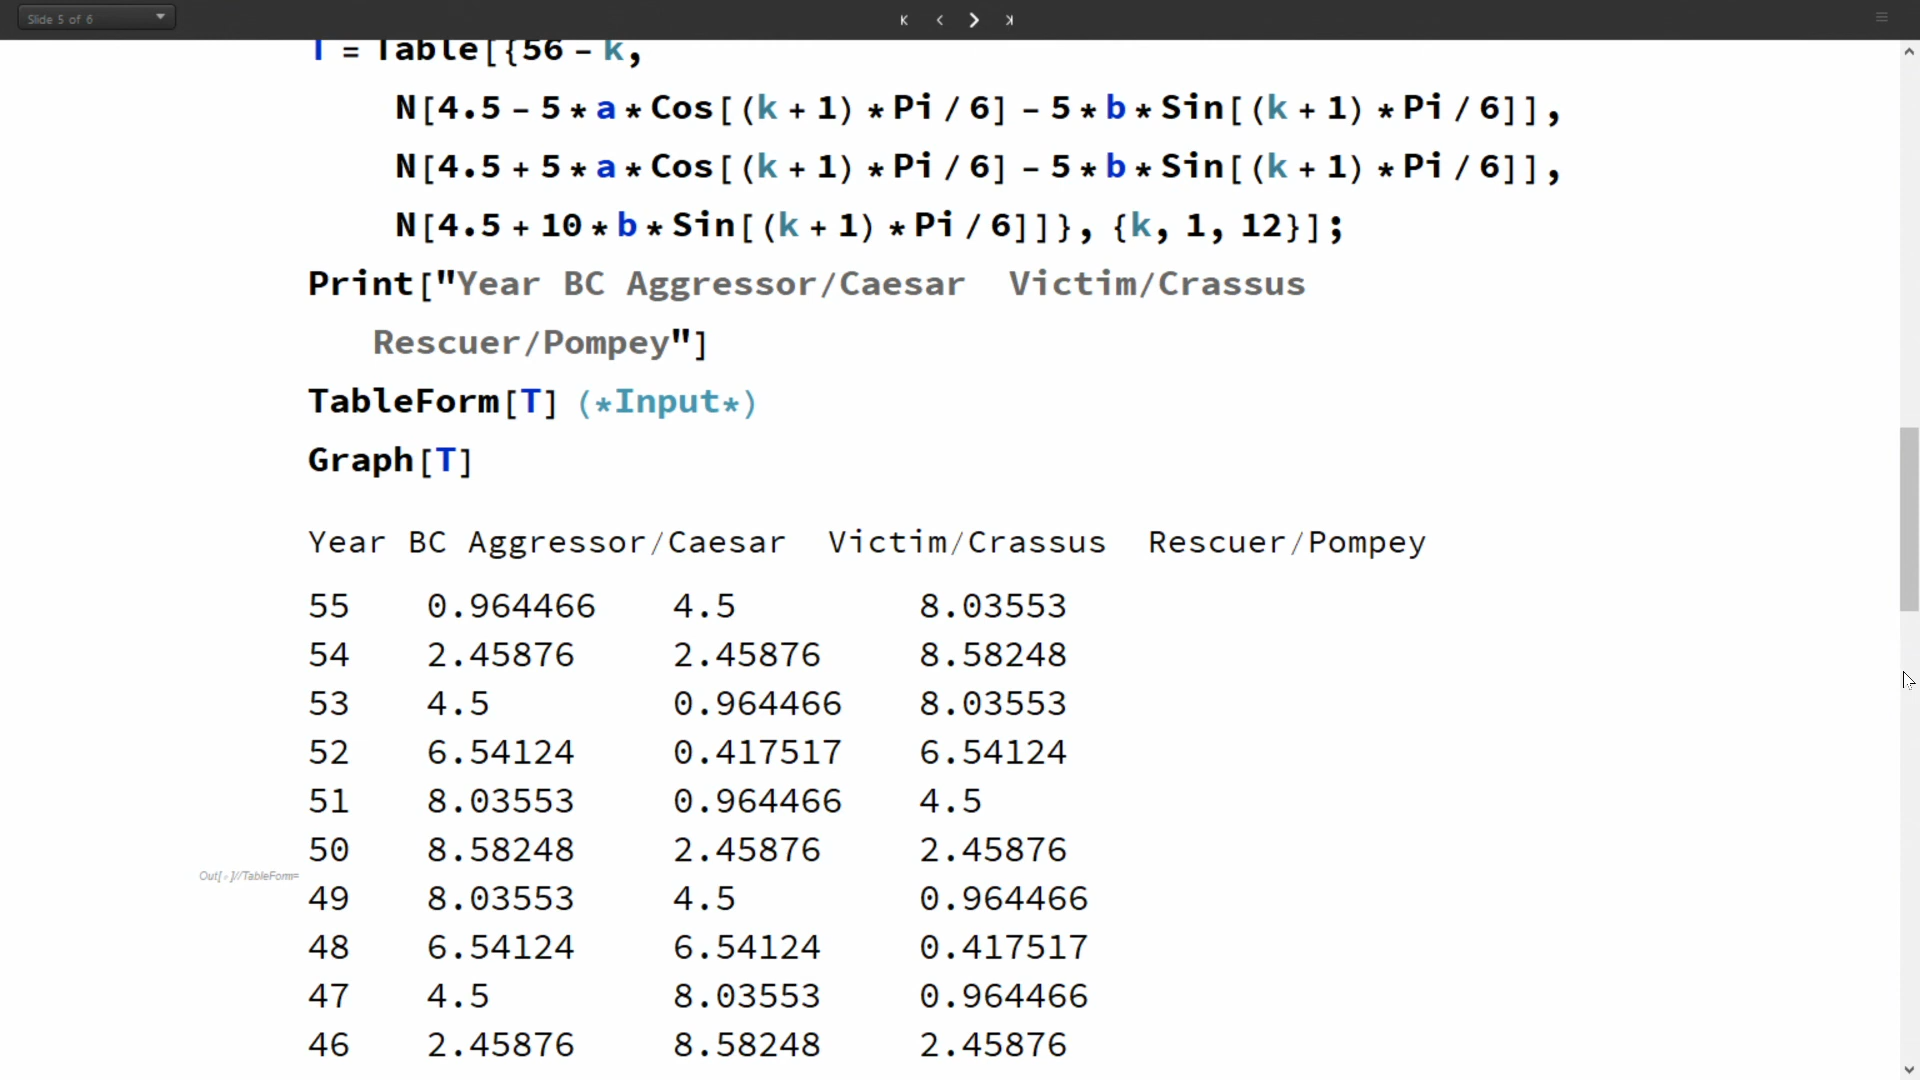 Slide 5 of 6
T = Table[{56 - k,
N[4.5 - 5 * a * Cos[(k + 1) * Pi / 6] - 5 * b * Sin[(k + 1) * Pi / 6]],
N[4.5 + 5 * a * Cos[(k + 1) * Pi / 6] - 5 * b * Sin[(k + 1) * Pi / 6]],
N[4.5 + 10 * b * Sin[(k + 1) * Pi / 6]]}, {k, 1, 12}];
Print["Year BC Aggressor/Caesar  Victim/Crassus
Rescuer/Pompey"]
TableForm[T] (*Input*)
Graph[T]
Year BC Aggressor/Caesar  Victim/Crassus  Rescuer/Pompey
55 0.964466 4.5 8.03553
54 2.45876 2.45876 8.58248
53 4.5 0.964466 8.03553
52 6.54124 0.417517 6.54124
51 8.03553 0.964466 4.5
50 8.58248 2.45876 2.45876
Out[ ]//TableForm=
49 8.03553 4.5 0.964466
48 6.54124 6.54124 0.417517
47 4.5 8.03553 0.964466
46 2.45876 8.58248 2.45876